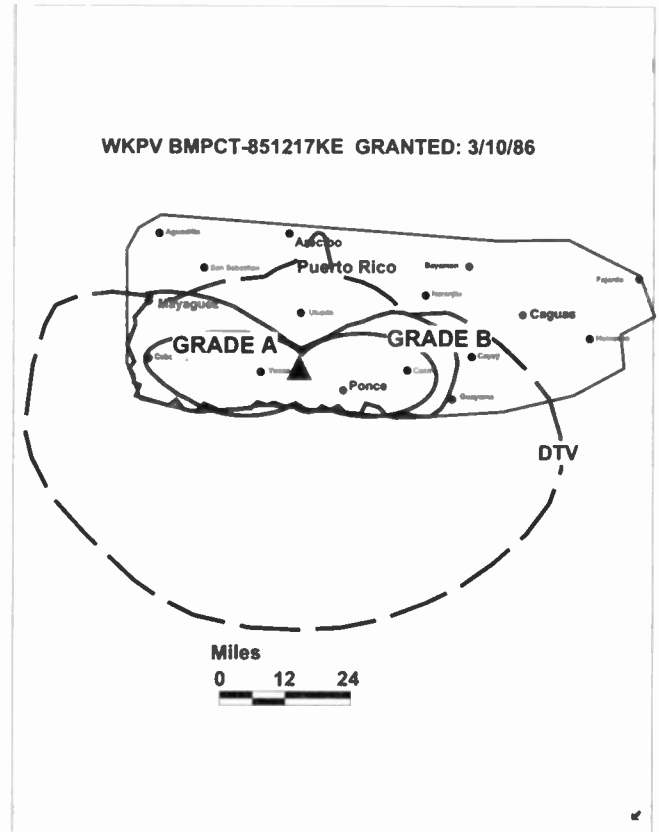 WKPV BMPCT-851217KE GRANTED: 3/10/86
Aguadilla
Arecibo
San Sebastian
Puerto Rico
Bayamon
Fajardo
Mayaguez
Naranjito
Utuado
Caguas
Humacao
GRADE A
GRADE B
Cabo
Yauco
Ponce
Cayey
Guayama
DTV
Miles
0 12 24